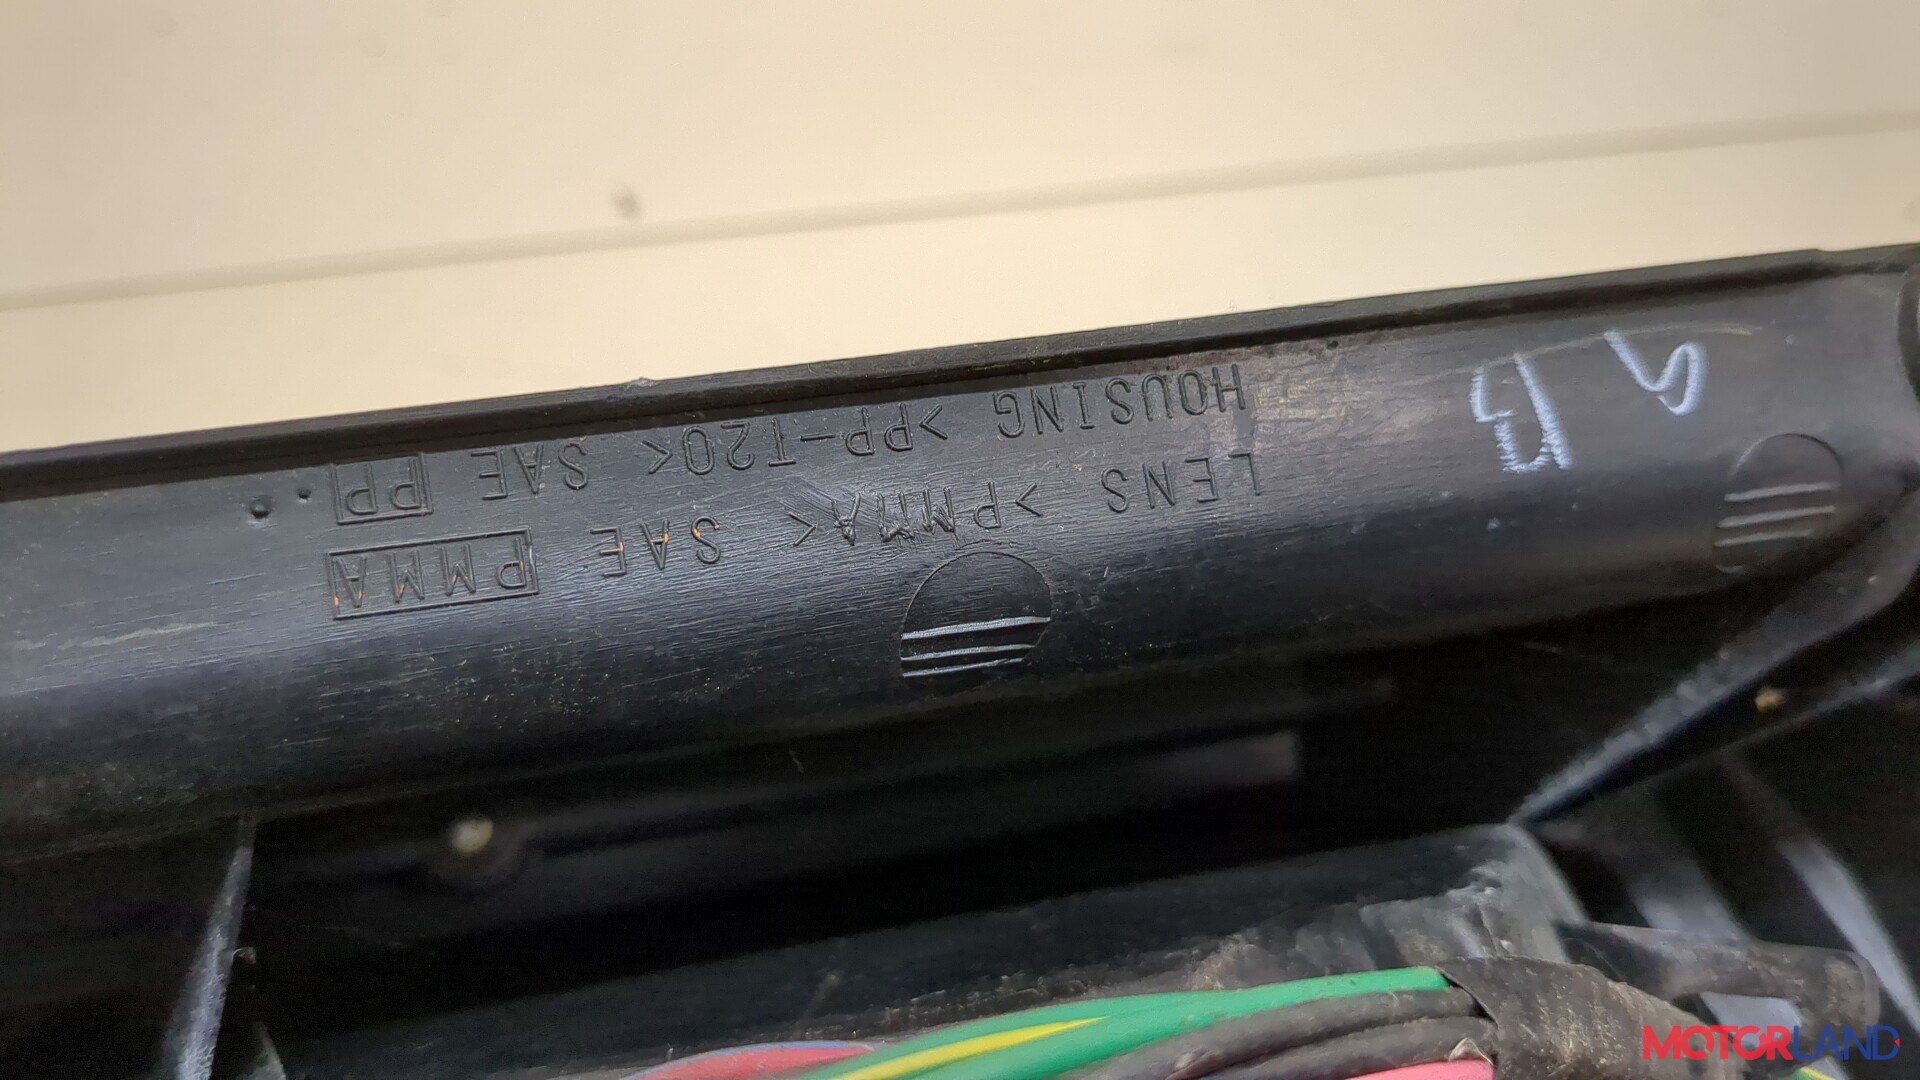 LENS >PMMA< SAE PMMA
HOUSING >PP-T20< SAE PP
MOTORLAND